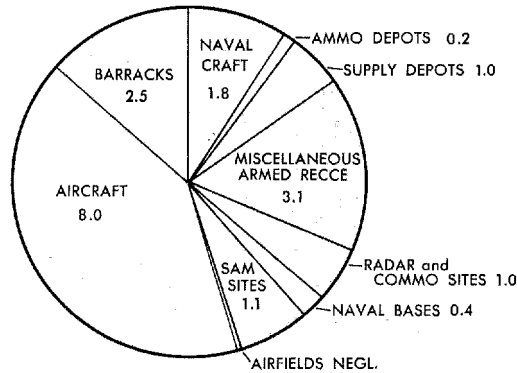 NAVAL
CRAFT
1.8
AMMO DEPOTS 0.2
SUPPLY DEPOTS 1.0
MISCELLANEOUS
ARMED RECCE
3.1
RADAR and
COMMO SITES 1.0
NAVAL BASES 0.4
SAM
SITES
1.1
AIRFIELDS NEGL.
AIRCRAFT
8.0
BARRACKS
2.5